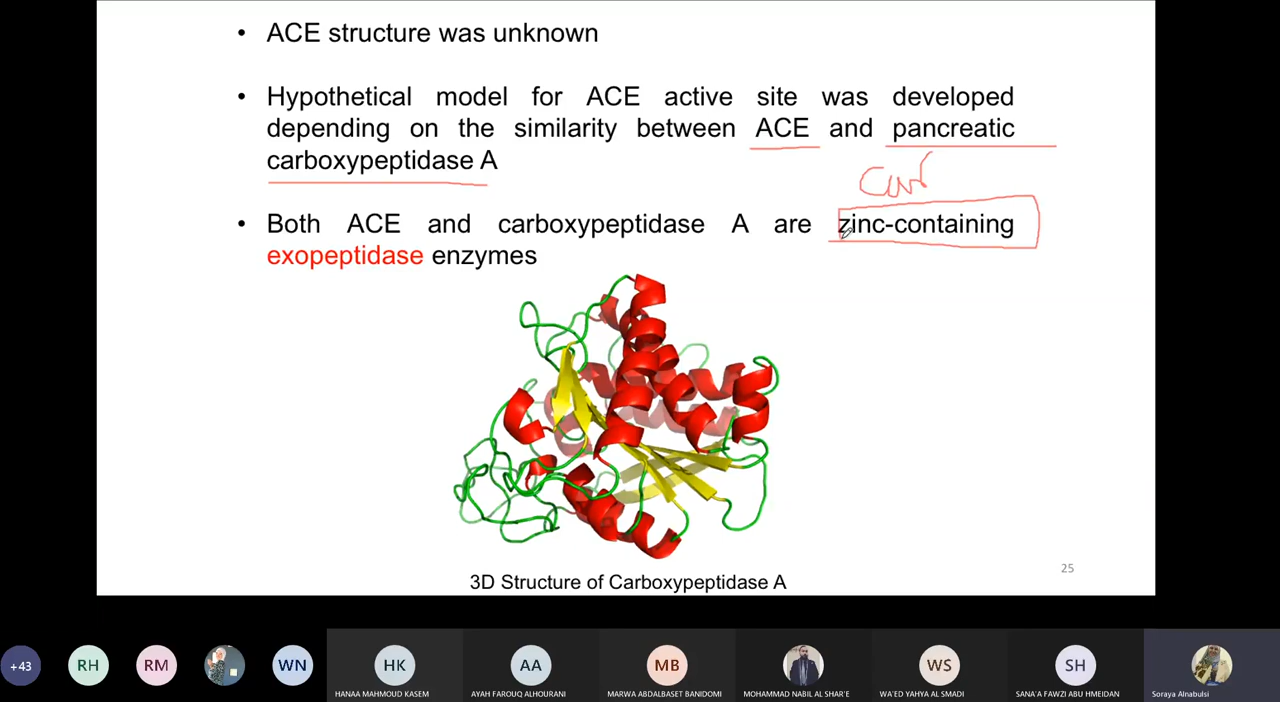 • ACE structure was unknown
• Hypothetical model for ACE active site was developed
depending on the similarity between ACE and pancreatic
carboxypeptidase A
• Both ACE and carboxypeptidase A are zinc-containing
exopeptidase enzymes
3D Structure of Carboxypeptidase A
25
+43
RH
RM
WN
HK
AA
MB
WS
SH
HANAA MAHMOUD KASEM
AYAH FAROUQ ALHOURANI
MARWA ABDALBASET BANIDOMI
MOHAMMAD NABIL AL SHAR'E
WA'ED YAHYA AL SMADI
SANA'A FAWZI ABU HMEIDAN
Soraya Alnabulsi